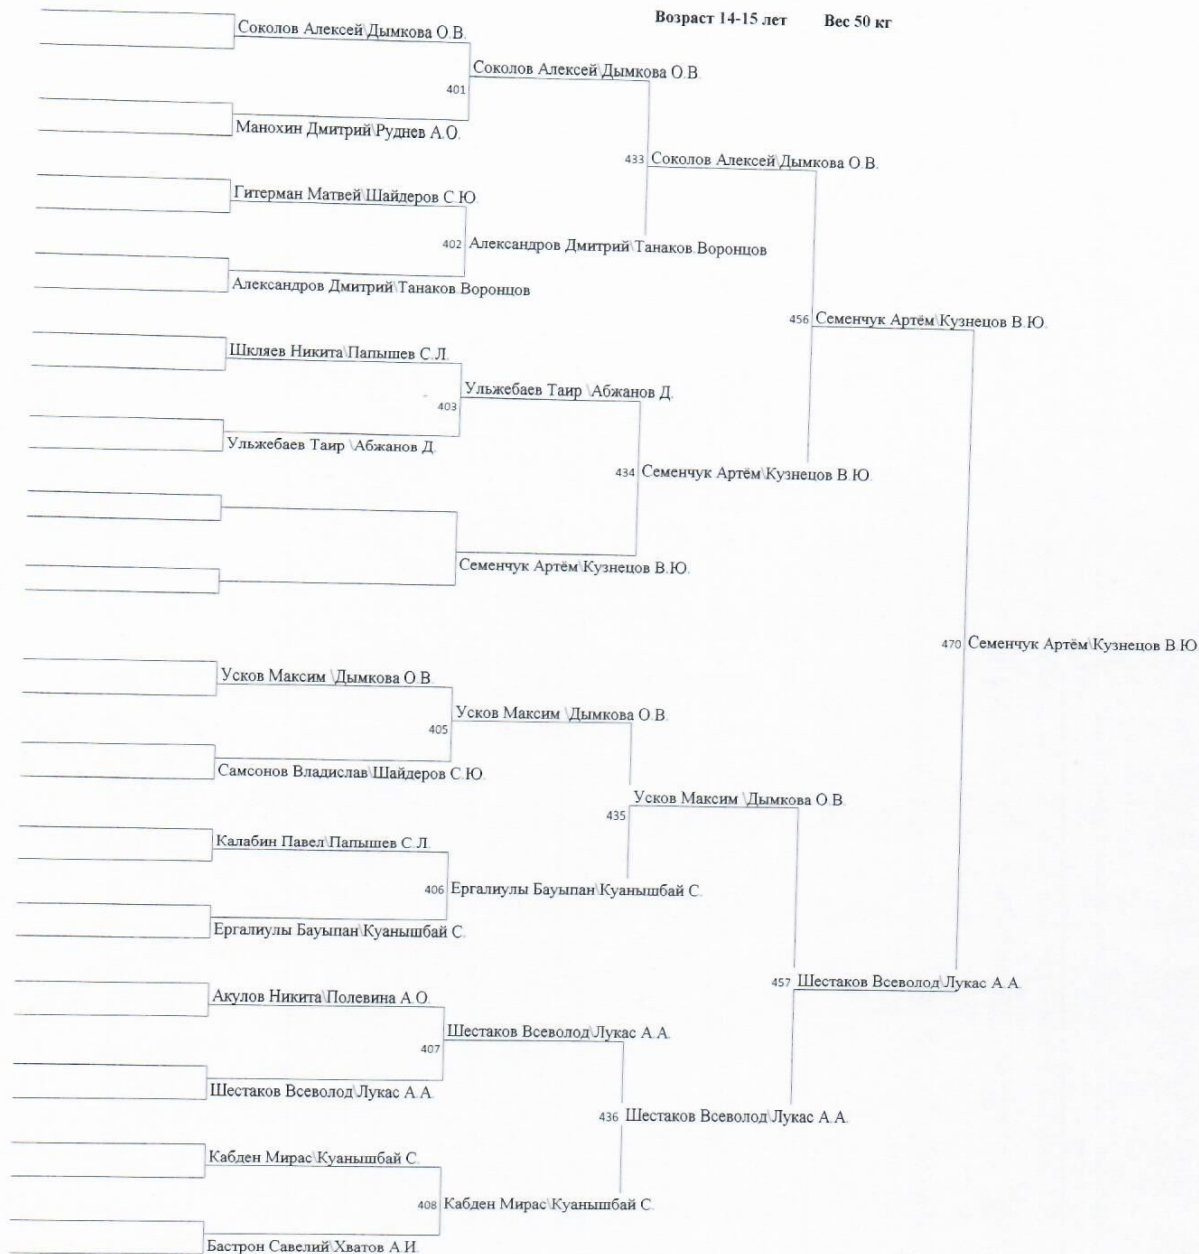 Возраст 14-15 лет Вес 50 кг
Соколов Алексей\Дымкова О.В.
Соколов Алексей\Дымкова О.В.
401
Манохин Дмитрий\Руднев А.О.
433 Соколов Алексей\Дымкова О.В.
Гитерман Матвей\Шайдеров С.Ю.
402 Александров Дмитрий\Танаков.Воронцов
Александров Дмитрий\Танаков.Воронцов
456 Семенчук Артём\Кузнецов В.Ю.
Шкляев Никита\Папышев С.Л.
Ульжебаев Таир \Абжанов Д.
403
Ульжебаев Таир \Абжанов Д.
434 Семенчук Артём\Кузнецов В.Ю.
Семенчук Артём\Кузнецов В.Ю.
470 Семенчук Артём\Кузнецов В.Ю.
Усков Максим \Дымкова О.В.
Усков Максим \Дымкова О.В.
405
Самсонов Владислав\Шайдеров С.Ю.
Усков Максим \Дымкова О.В.
435
Калабин Павел\Папышев С.Л.
406 Ергалиулы Бауыпан\Куанышбай С.
Ергалиулы Бауыпан\Куанышбай С.
457 Шестаков Всеволод\Лукас А.А.
Акулов Никита\Полевина А.О.
Шестаков Всеволод\Лукас А.А.
407
Шестаков Всеволод\Лукас А.А.
436 Шестаков Всеволод\Лукас А.А.
Кабден Мирас\Куанышбай С.
408 Кабден Мирас\Куанышбай С.
Бастрон Савелий\Хватов А.И.